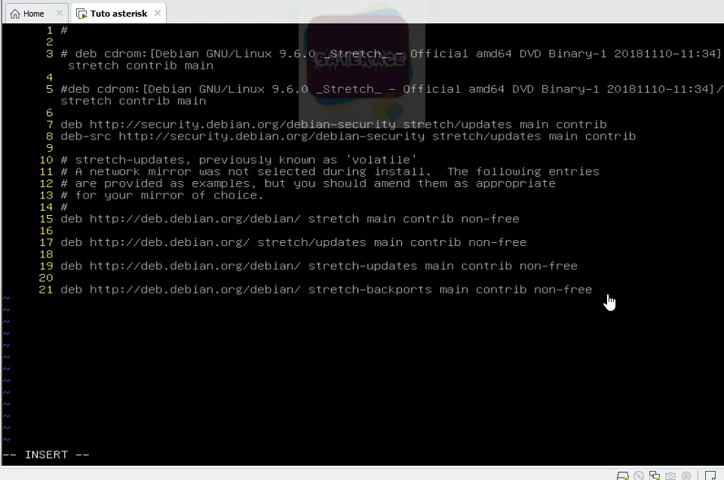 Home × Tuto asterisk ×
1 #
2
3 # deb cdrom:[Debian GNU/Linux 9.6.0 _Stretch_ - Official amd64 DVD Binary-1 20181110-11:34]
stretch contrib main
4
5 #deb cdrom:[Debian GNU/Linux 9.6.0 _Stretch_ - Official amd64 DVD Binary-1 20181110-11:34]/
stretch contrib main
6
7 deb http://security.debian.org/debian-security stretch/updates main contrib
8 deb-src http://security.debian.org/debian-security stretch/updates main contrib
9
10 # stretch-updates, previously known as 'volatile'
11 # A network mirror was not selected during install.  The following entries
12 # are provided as examples, but you should amend them as appropriate
13 # for your mirror of choice.
14 #
15 deb http://deb.debian.org/debian/ stretch main contrib non-free
16
17 deb http://deb.debian.org/ stretch/updates main contrib non-free
18
19 deb http://deb.debian.org/debian/ stretch-updates main contrib non-free
20
21 deb http://deb.debian.org/debian/ stretch-backports main contrib non-free
~
~
~
~
~
~
~
~
~
~
~
~
~
-- INSERT --